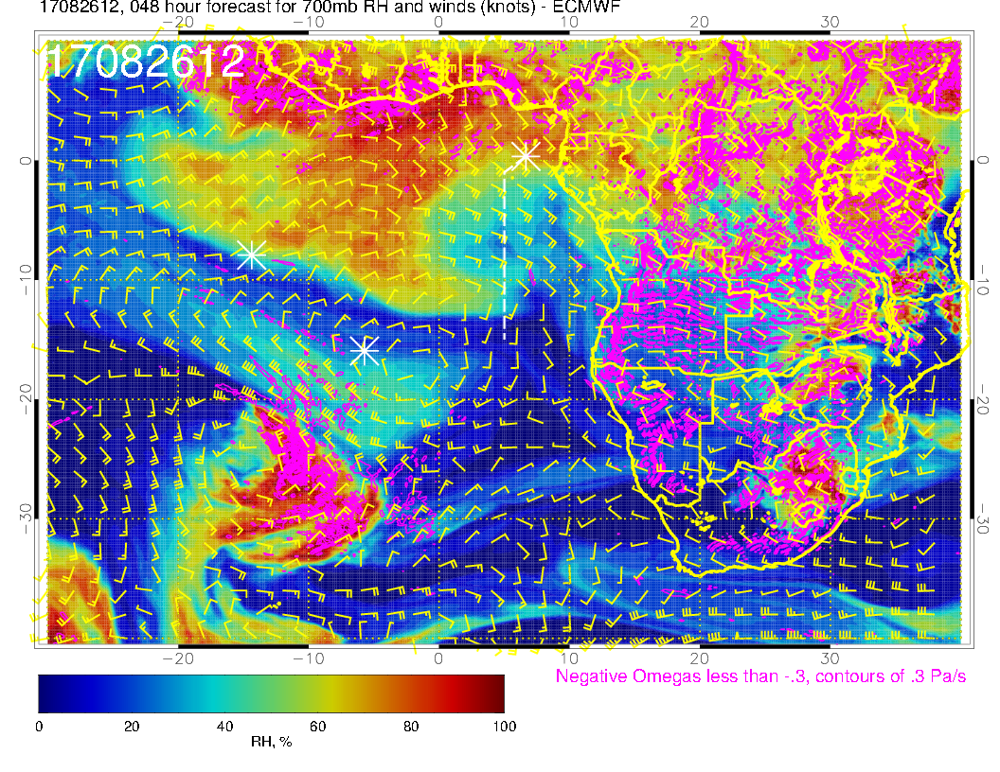 17082612, 048 hour forecast for 700mb RH and winds (knots) - ECMWF
−20 −10 0 10 20 30
17082612
0 0
−10 −10
−20 −20
−30 −30
−20 −10 0 10 20 30
Negative Omegas less than -.3, contours of .3 Pa/s
0 20 40 60 80 100
RH, %